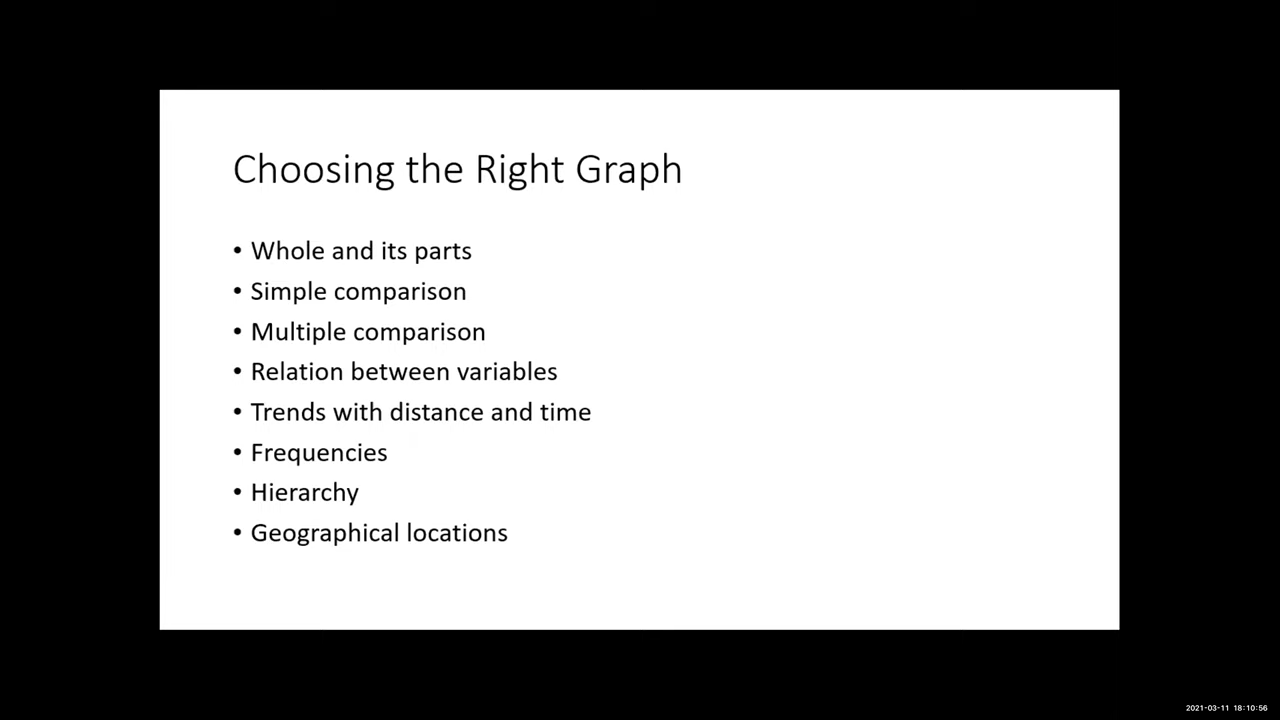 Choosing the Right Graph
• Whole and its parts
• Simple comparison
• Multiple comparison
• Relation between variables
• Trends with distance and time
• Frequencies
• Hierarchy
• Geographical locations
2021-03-11 18:10:56